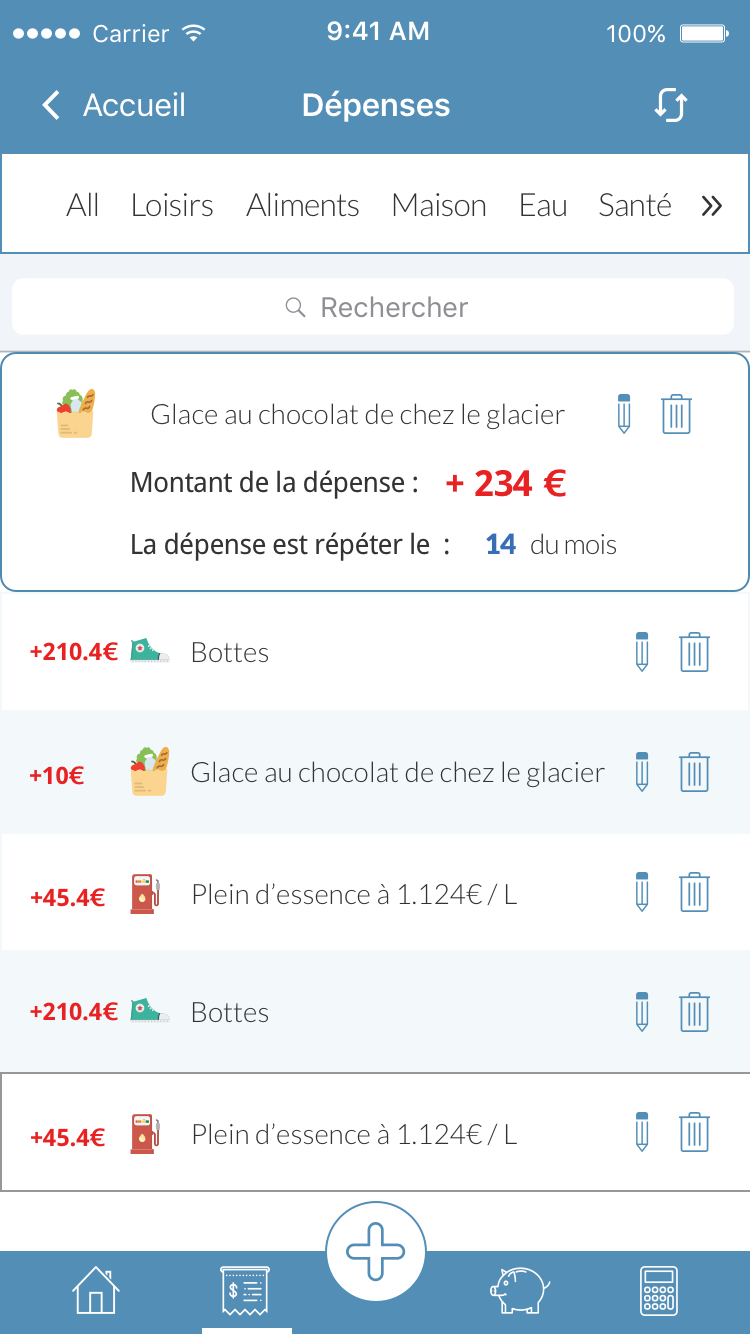 Carrier 9:41 AM 100%
Accueil Dépenses
All Loisirs Aliments Maison Eau Santé »
Rechercher
Glace au chocolat de chez le glacier
Montant de la dépense : + 234 €
La dépense est répéter le : 14 du mois
+210.4€ Bottes
+10€ Glace au chocolat de chez le glacier
+45.4€ Plein d’essence à 1.124€ / L
+210.4€ Bottes
+45.4€ Plein d’essence à 1.124€ / L
$